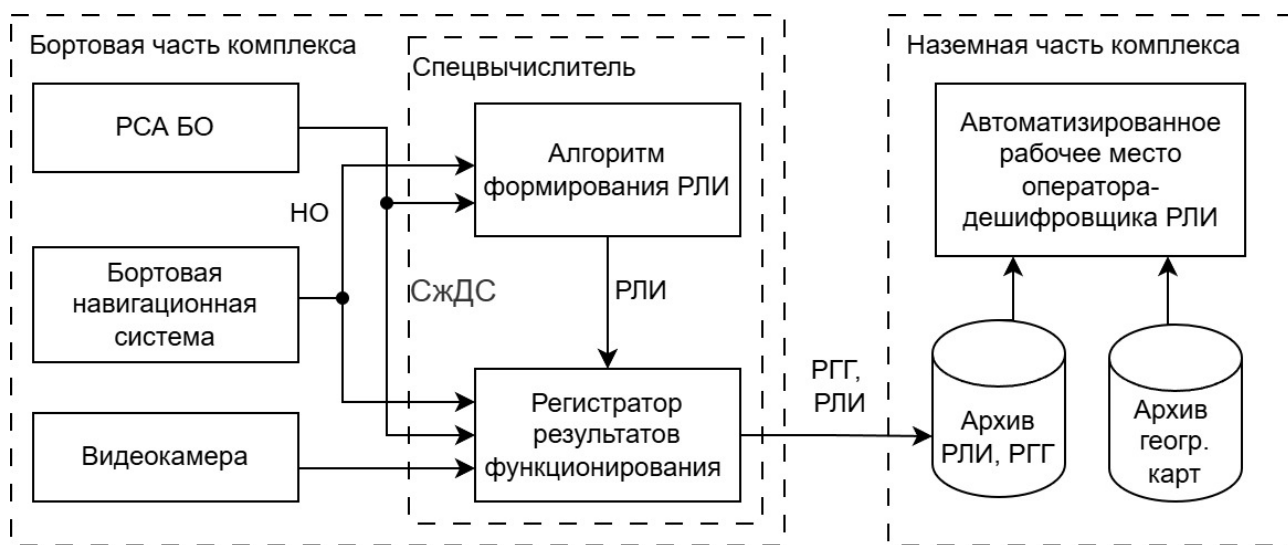 Бортовая часть комплекса
Спецвычислитель
РСА БО
Алгоритм
формирования РЛИ
НО
Бортовая
навигационная
система
СжДС
РЛИ
Видеокамера
Регистратор
результатов
функционирования
РГГ,
РЛИ
Наземная часть комплекса
Автоматизированное
рабочее место
оператора-
дешифровщика РЛИ
Архив
РЛИ, РГГ
Архив
геогр.
карт